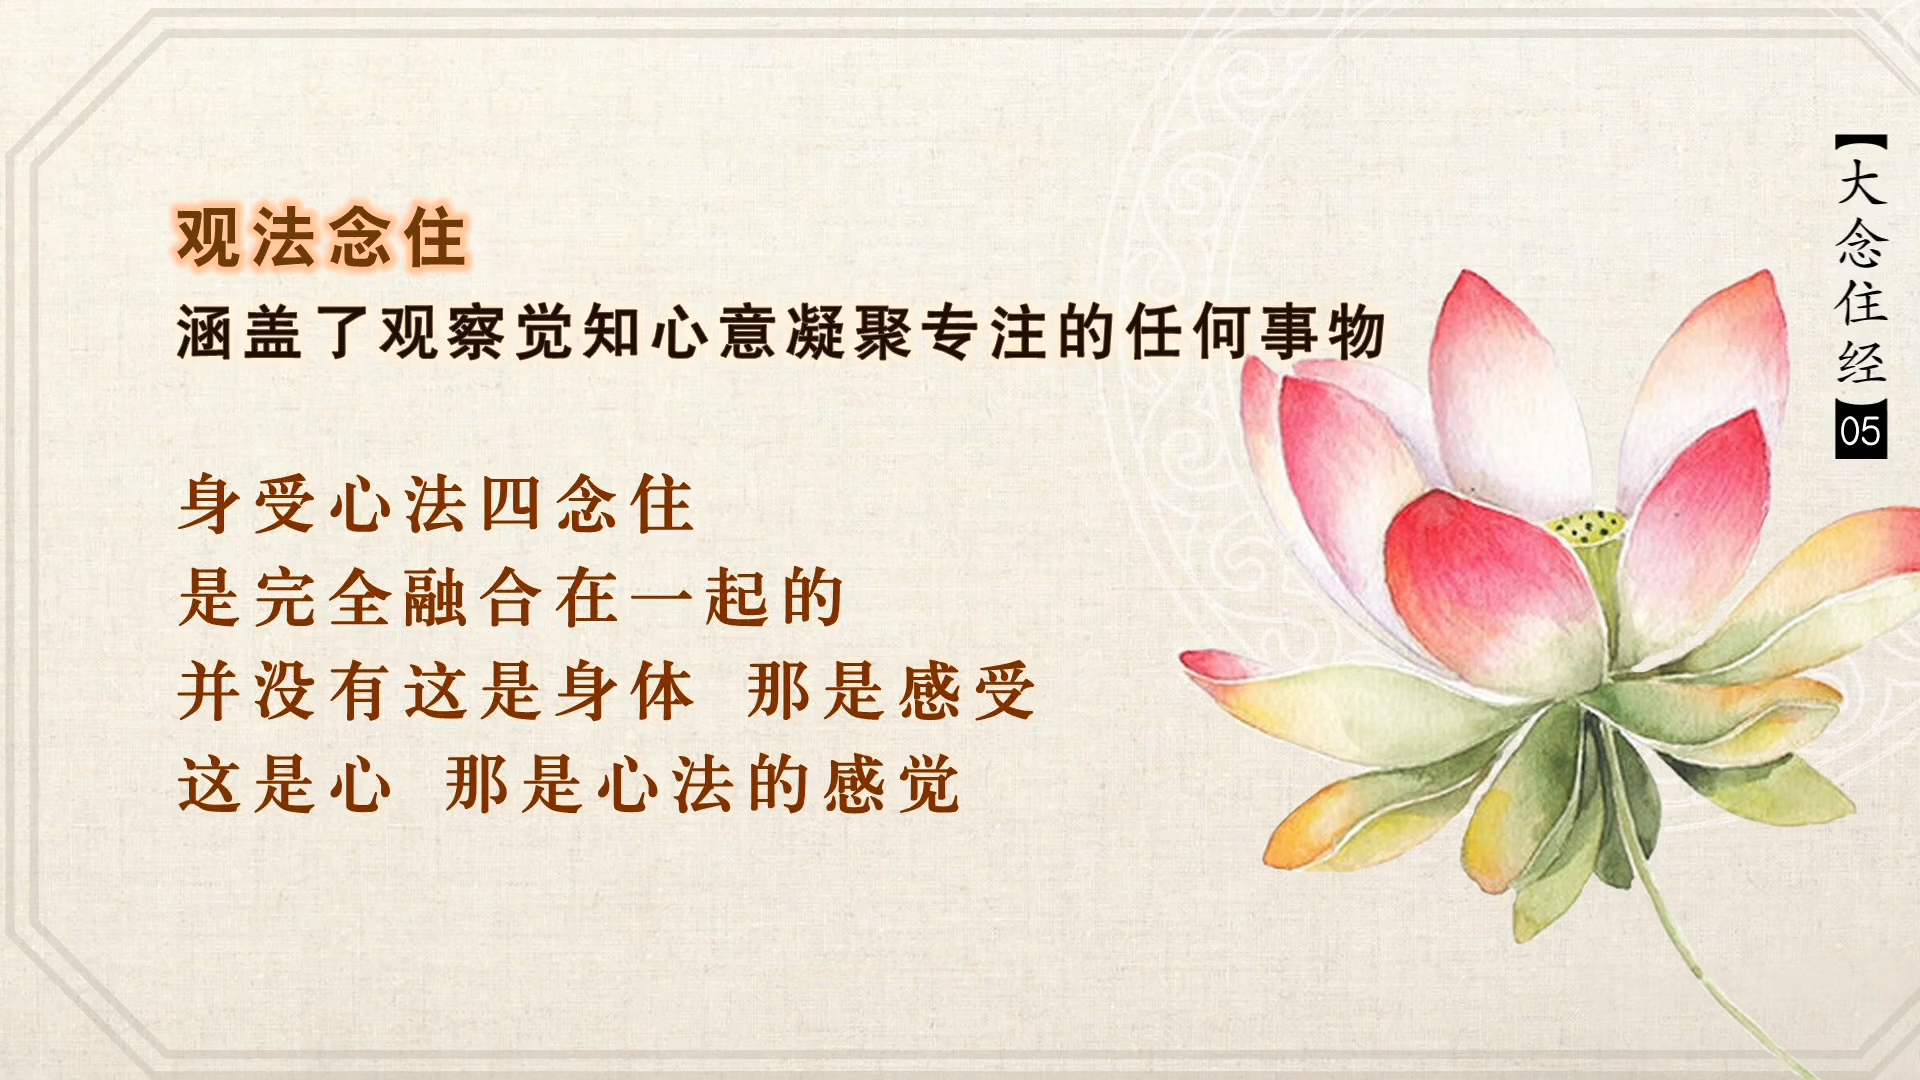 观法念住
涵盖了观察觉知心意凝聚专注的任何事物
身受心法四念住
是完全融合在一起的
并没有这是身体 那是感受
这是心 那是心法的感觉
【大念住经】05